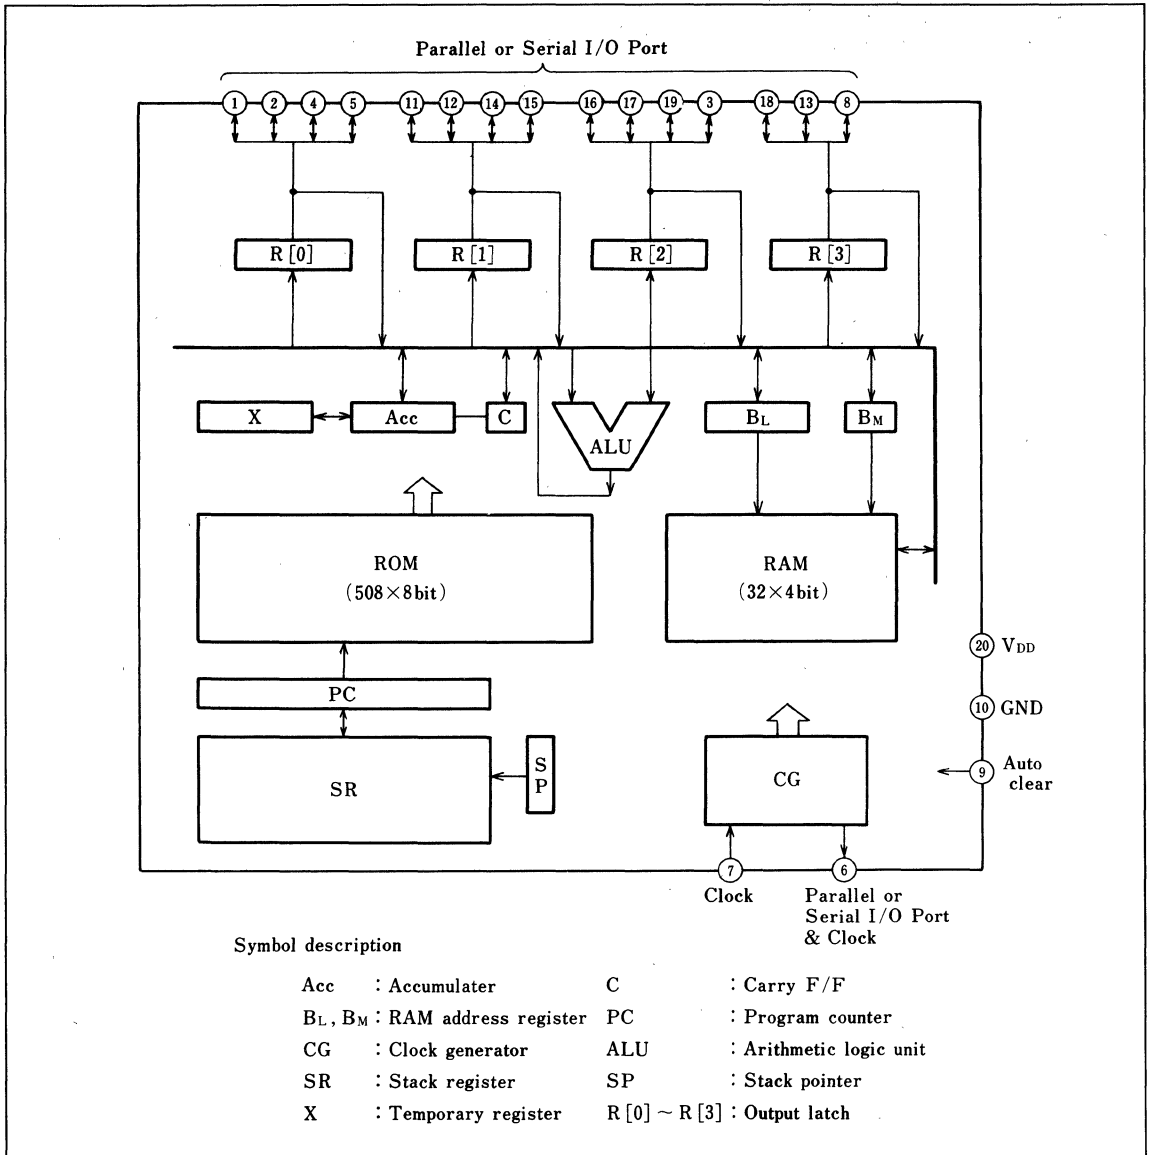 Parallel or Serial I/O Port
1 2 4 5 11 12 14 15 16 17 19 3 18 13 8
R [0] R [1] R [2] R [3]
X Acc C ALU BL BM
ROM
(508×8bit)
RAM
(32×4bit)
20 VDD
PC
10 GND
SR
S
P
CG
9 Auto
clear
7 6
Clock
Parallel or
Serial I/O Port
& Clock
Symbol description
Acc : Accumulater C : Carry F/F
BL, BM : RAM address register PC : Program counter
CG : Clock generator ALU : Arithmetic logic unit
SR : Stack register SP : Stack pointer
X : Temporary register R [0] ~ R [3] : Output latch